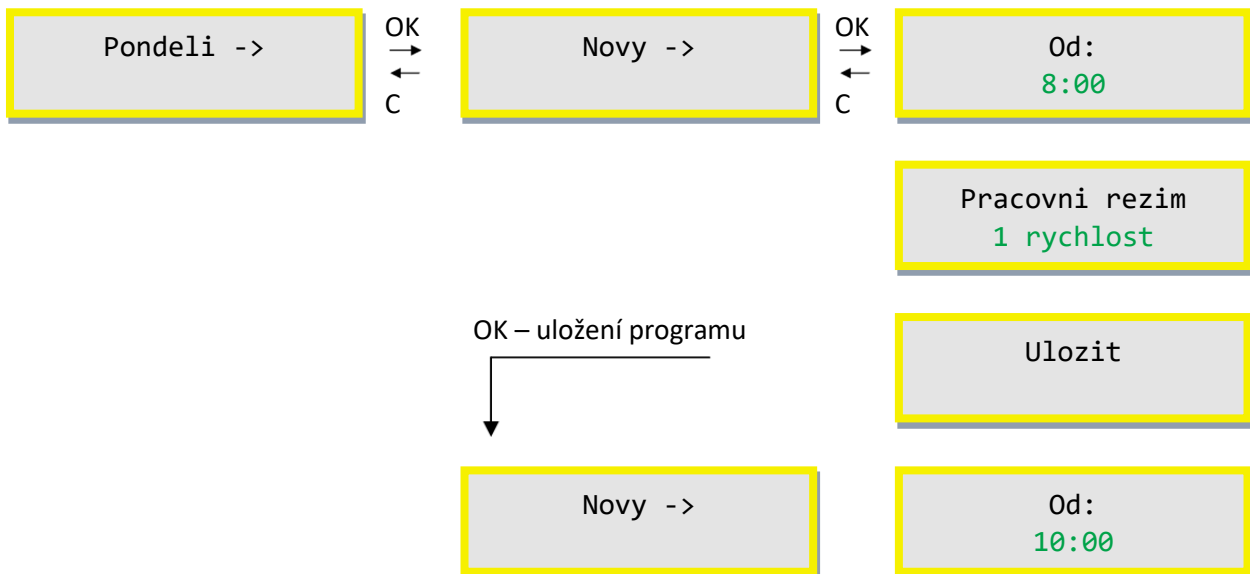 Pondeli ->
OK
C
Novy ->
OK
C
Od:
8:00
Pracovni rezim
1 rychlost
OK – uložení programu
Ulozit
Novy ->
Od:
10:00